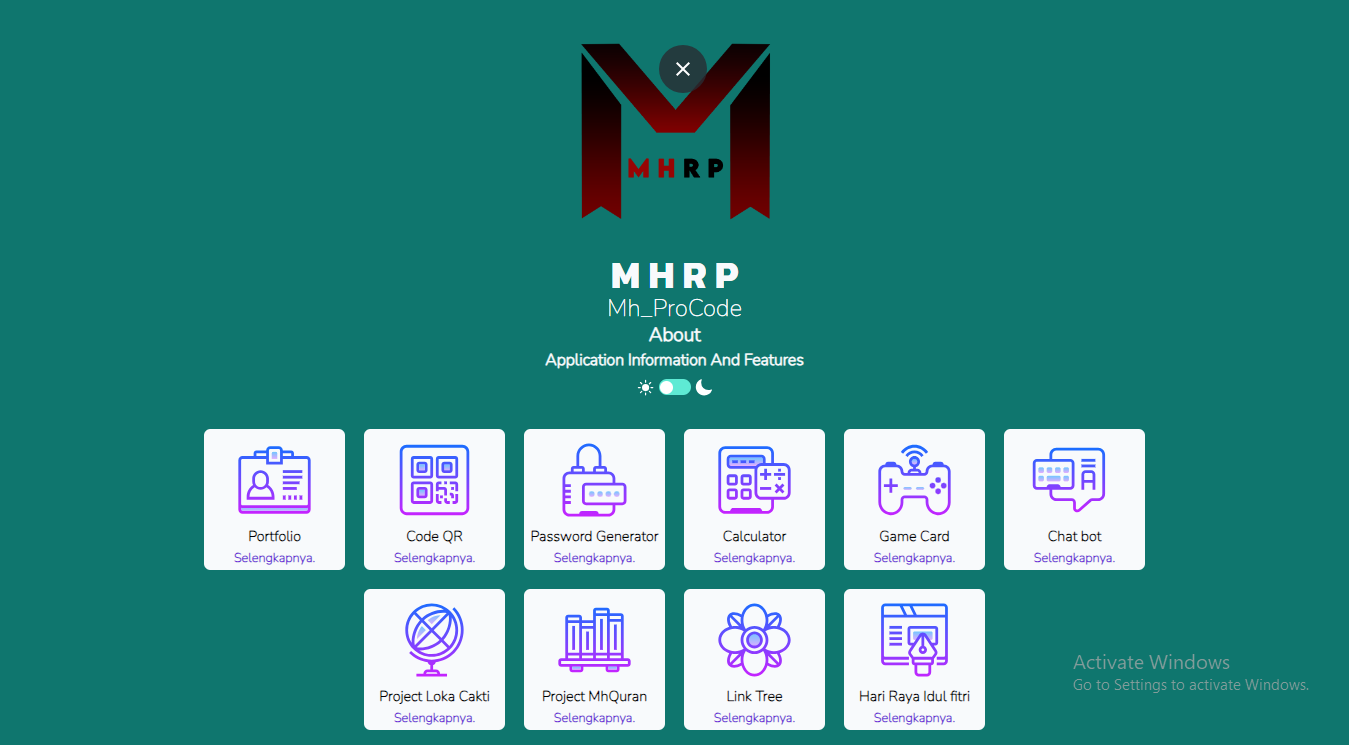 MHRP
MHRP
Mh_ProCode
About
Application Information And Features
Portfolio
Selengkapnya.
Code QR
Selengkapnya.
Password Generator
Selengkapnya.
Calculator
Selengkapnya.
Game Card
Selengkapnya.
Chat bot
Selengkapnya.
Project Loka Cakti
Selengkapnya.
Project MhQuran
Selengkapnya.
Link Tree
Selengkapnya.
Hari Raya Idul fitri
Selengkapnya.
Activate Windows
Go to Settings to activate Windows.